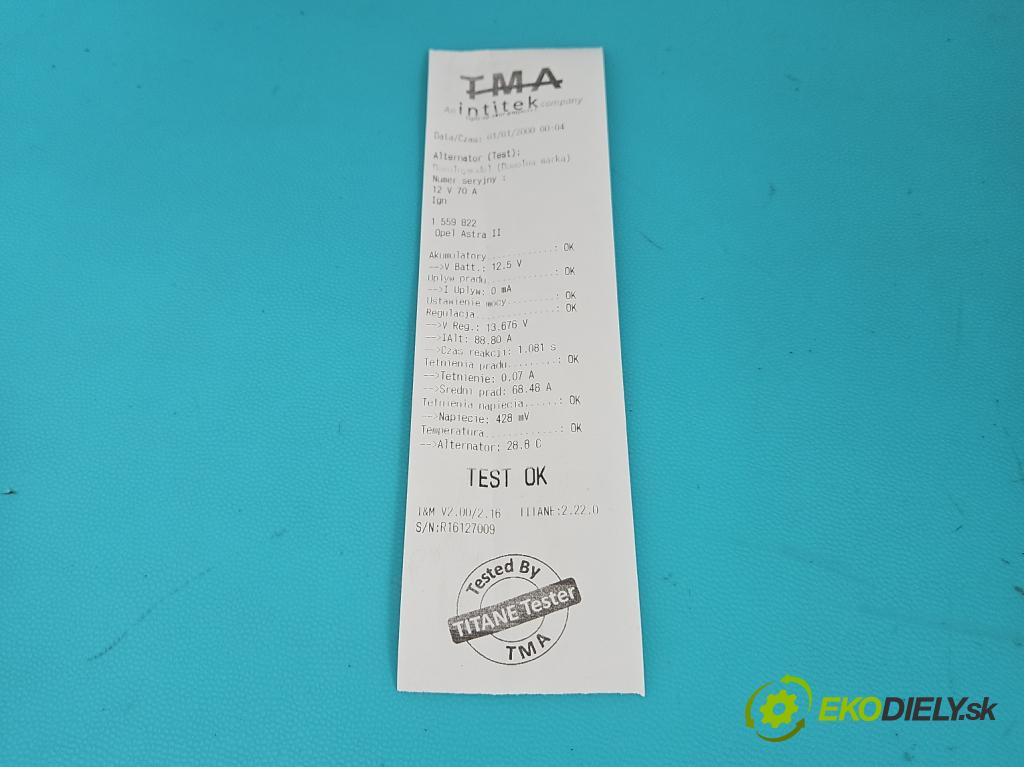 TMA
An intitek company
Data/Czas: 01/01/2000 00:04
Alternator (Test):
(Dowolna marka)
Numer seryjny :
12 V 70 A
Ign
1 559 822
Opel Astra II
Akumulatory...........: OK
-->V Batt.: 12.5 V
Uplyw pradu...........: OK
-->I Uplyw: 0 mA
Ustawienie mocy........: OK
Regulacja.............: OK
-->V Reg.: 13.676 V
-->IAlt: 88.80 A
-->Czas reakcji: 1.081 s
Tetnienia pradu........: OK
-->Tetnienie: 0.07 A
-->Sredni prad: 68.48 A
Tetnienia napiecia......: OK
-->Napiecie: 428 mV
Temperatura............: OK
-->Alternator: 28.8 C
TEST OK
I&M V2.00/2.16 TITANE:2.22.0
S/N:R16127009
Tested By
TITANE Tester
TMA
EKODIELY.sk